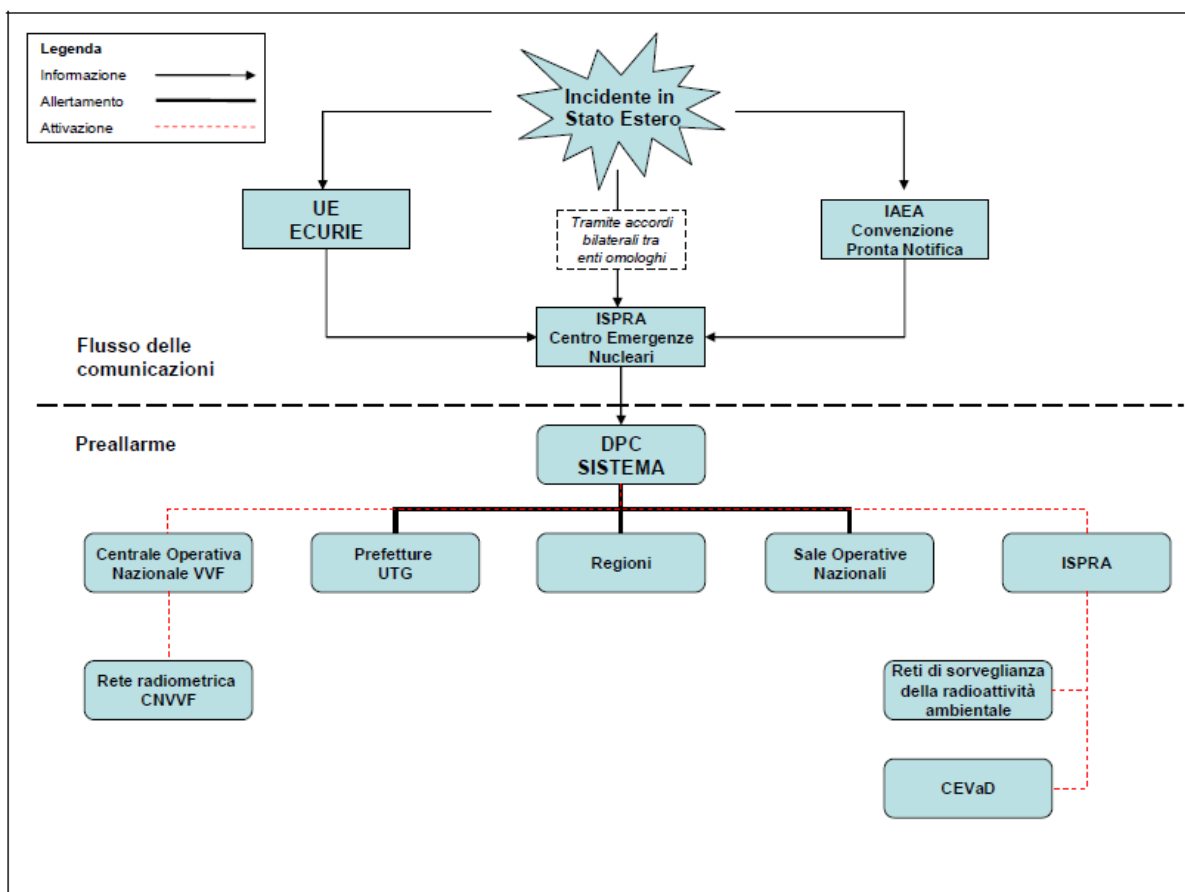 Legenda
Informazione
Allertamento
Attivazione
Incidente in
Stato Estero
UE
ECURIE
Tramite accordi
bilaterali tra
enti omologhi
IAEA
Convenzione
Pronta Notifica
ISPRA
Centro Emergenze
Nucleari
Flusso delle
comunicazioni
Preallarme
DPC
SISTEMA
Centrale Operativa
Nazionale VVF
Prefetture
UTG
Regioni
Sale Operative
Nazionali
ISPRA
Rete radiometrica
CNVVF
Reti di sorveglianza
della radioattività
ambientale
CEVaD